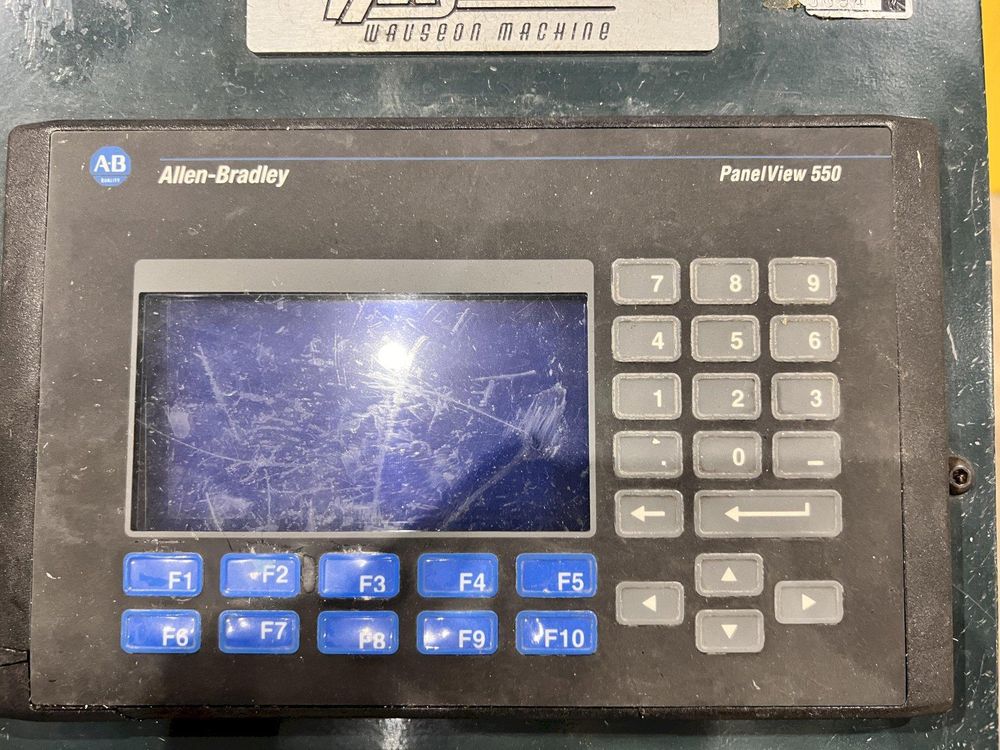 WAUSEON MACHINE
A·B
QUALITY
Allen-Bradley
PanelView 550
7 8 9
4 5 6
1 2 3
. 0 –
F1 F2 F3 F4 F5
F6 F7 F8 F9 F10